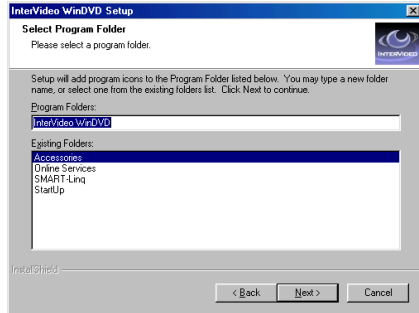 InterVideo WinDVD Setup
Select Program Folder
Please select a program folder.
INTERVIDEO
Setup will add program icons to the Program Folder listed below. You may type a new folder
name, or select one from the existing folders list. Click Next to continue.
Program Folders:
InterVideo WinDVD
Existing Folders:
Accessories
Online Services
SMART-Linq
StartUp
InstallShield
< Back
Next >
Cancel